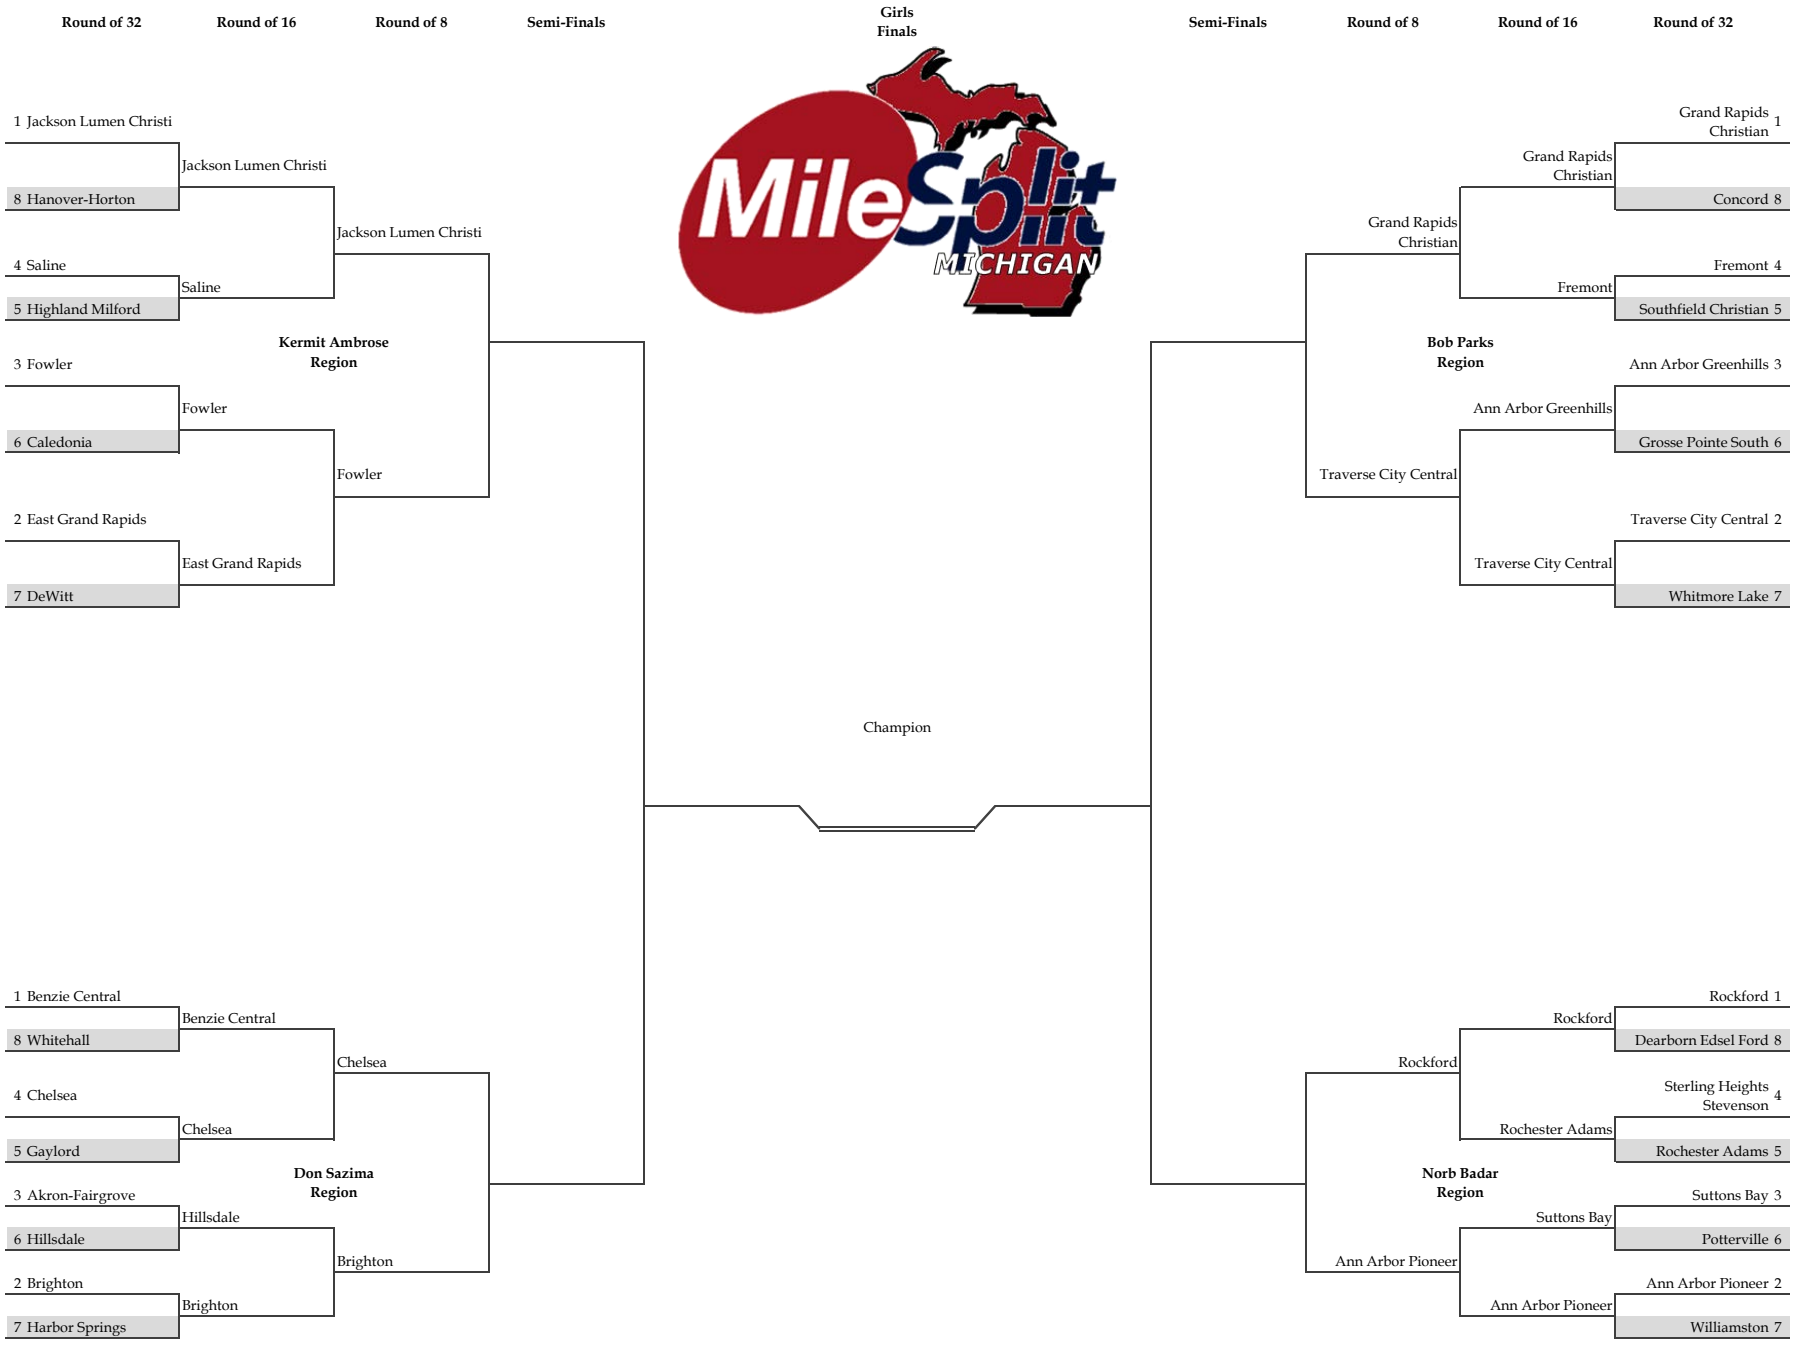 Round of 32
Round of 16
Round of 8
Semi-Finals
Girls
Finals
Semi-Finals
Round of 8
Round of 16
Round of 32
MileSplit
MICHIGAN
1 Jackson Lumen Christi
Jackson Lumen Christi
8 Hanover-Horton
Jackson Lumen Christi
4 Saline
Saline
5 Highland Milford
Kermit Ambrose
Region
3 Fowler
Fowler
6 Caledonia
Fowler
2 East Grand Rapids
East Grand Rapids
7 DeWitt
Grand Rapids
Christian 1
Grand Rapids
Christian
Concord 8
Grand Rapids
Christian
Fremont 4
Fremont
Southfield Christian 5
Bob Parks
Region
Ann Arbor Greenhills 3
Ann Arbor Greenhills
Grosse Pointe South 6
Traverse City Central
Traverse City Central 2
Traverse City Central
Whitmore Lake 7
Champion
1 Benzie Central
Benzie Central
8 Whitehall
Chelsea
4 Chelsea
Chelsea
5 Gaylord
Don Sazima
Region
3 Akron-Fairgrove
Hillsdale
6 Hillsdale
Brighton
2 Brighton
Brighton
7 Harbor Springs
Rockford 1
Rockford
Dearborn Edsel Ford 8
Rockford
Sterling Heights
Stevenson 4
Rochester Adams
Rochester Adams 5
Norb Badar
Region
Suttons Bay 3
Suttons Bay
Potterville 6
Ann Arbor Pioneer
Ann Arbor Pioneer 2
Ann Arbor Pioneer
Williamston 7